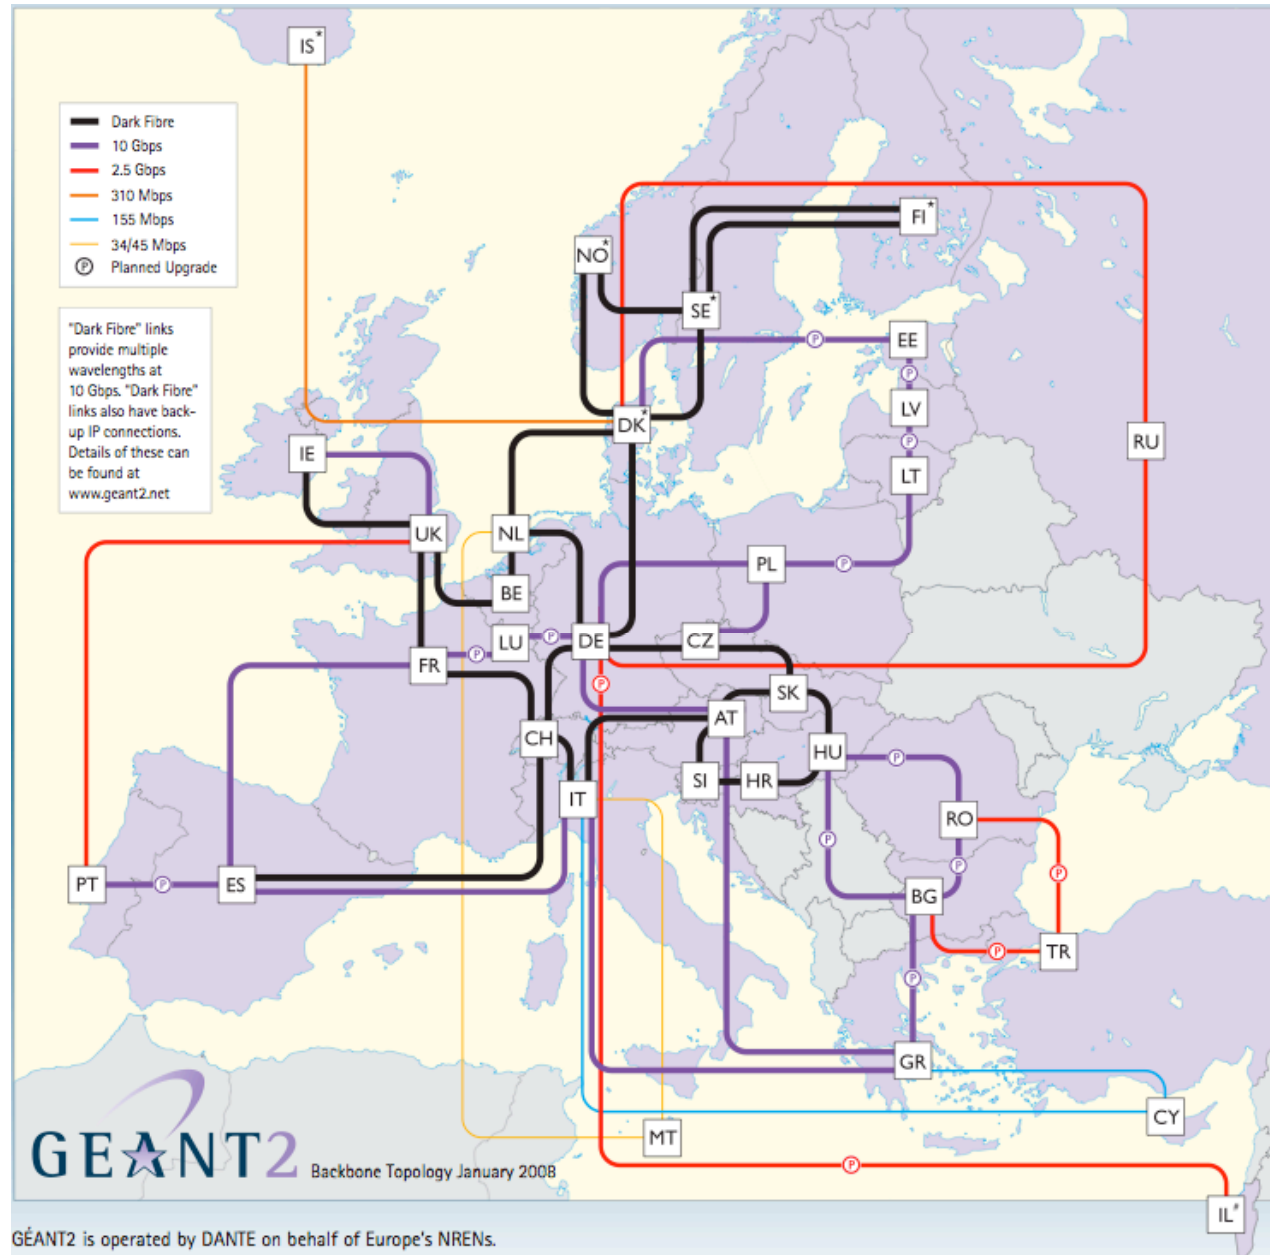 IS*
Dark Fibre
10 Gbps
2.5 Gbps
310 Mbps
155 Mbps
34/45 Mbps
P Planned Upgrade
"Dark Fibre" links
provide multiple
wavelengths at
10 Gbps. "Dark Fibre"
links also have back-
up IP connections.
Details of these can
be found at
www.geant2.net
FI*
NO*
SE*
P
EE
P
LV
DK*
P
RU
IE
LT
UK
NL
PL
P
BE
LU
P
DE
CZ
FR
P
P
SK
AT
CH
HU
P
SI
HR
IT
RO
P
P
P
PT
P
ES
BG
P
TR
P
GR
CY
MT
P
IL*
GEANT2
Backbone Topology January 2008
GÉANT2 is operated by DANTE on behalf of Europe's NRENs.